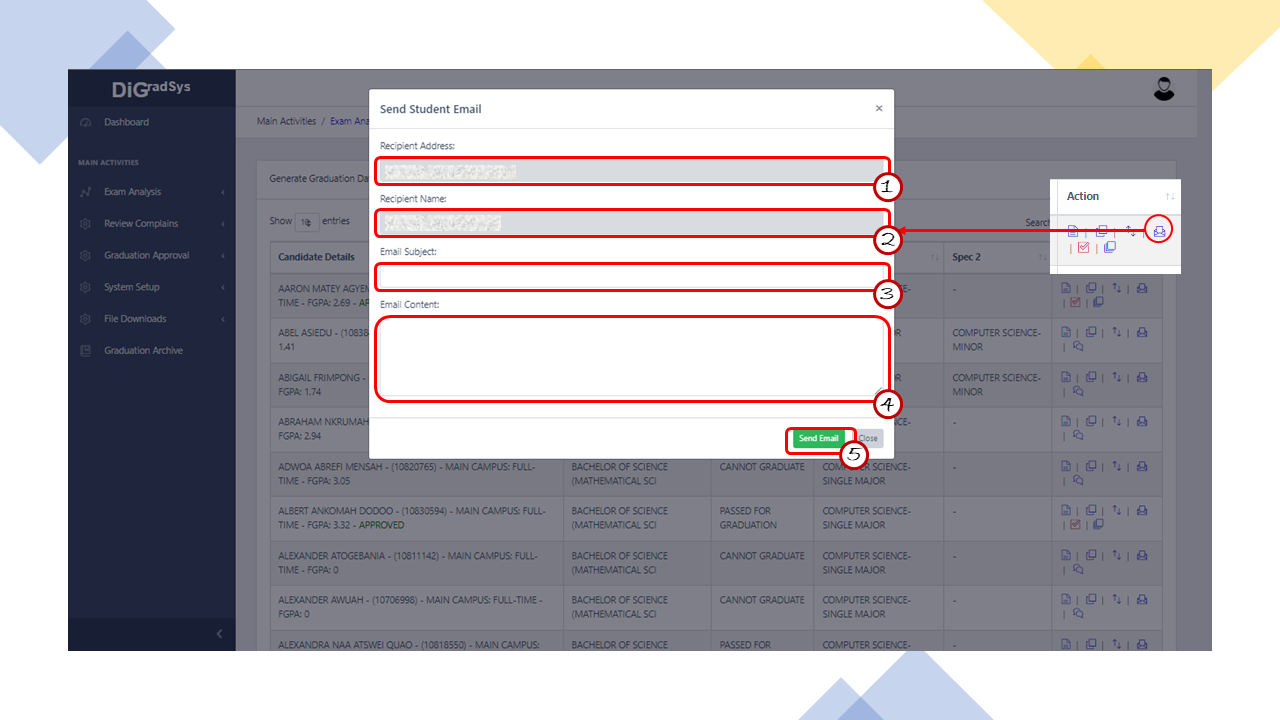 DiGradSys
Dashboard
MAIN ACTIVITIES
Exam Analysis
Review Complains
Graduation Approval
System Setup
File Downloads
Graduation Archive
Main Activities / Exam Ana
Generate Graduation Da
Show 10 entries
Search
Send Student Email ×
Recipient Address:
1
Recipient Name:
2
Email Subject:
3
Email Content:
4
Send Email Close
5
Action
Candidate Details Spec 2
AARON MATEY AGYE
TIME - FGPA: 2.69 - AP
-
ABEL ASIEDU - (10838
1.41
COMPUTER SCIENCE-
MINOR
ABIGAIL FRIMPONG -
FGPA: 1.74
COMPUTER SCIENCE-
MINOR
ABRAHAM NKRUMAH
FGPA: 2.94
-
ADWOA ABREFI MENSAH - (10820765) - MAIN CAMPUS: FULL-
TIME - FGPA: 3.05
BACHELOR OF SCIENCE
(MATHEMATICAL SCI
CANNOT GRADUATE
COMPUTER SCIENCE-
SINGLE MAJOR
-
ALBERT ANKOMAH DODOO - (10830594) - MAIN CAMPUS: FULL-
TIME - FGPA: 3.32 - APPROVED
BACHELOR OF SCIENCE
(MATHEMATICAL SCI
PASSED FOR
GRADUATION
COMPUTER SCIENCE-
SINGLE MAJOR
-
ALEXANDER ATOGEBANIA - (10811142) - MAIN CAMPUS: FULL-
TIME - FGPA: 0
BACHELOR OF SCIENCE
(MATHEMATICAL SCI
CANNOT GRADUATE
COMPUTER SCIENCE-
SINGLE MAJOR
-
ALEXANDER AWUAH - (10706998) - MAIN CAMPUS: FULL-TIME -
FGPA: 0
BACHELOR OF SCIENCE
(MATHEMATICAL SCI
CANNOT GRADUATE
COMPUTER SCIENCE-
SINGLE MAJOR
-
ALEXANDRA NAA ATSWEI QUAO - (10818550) - MAIN CAMPUS:
BACHELOR OF SCIENCE
PASSED FOR
COMPUTER SCIENCE-
-